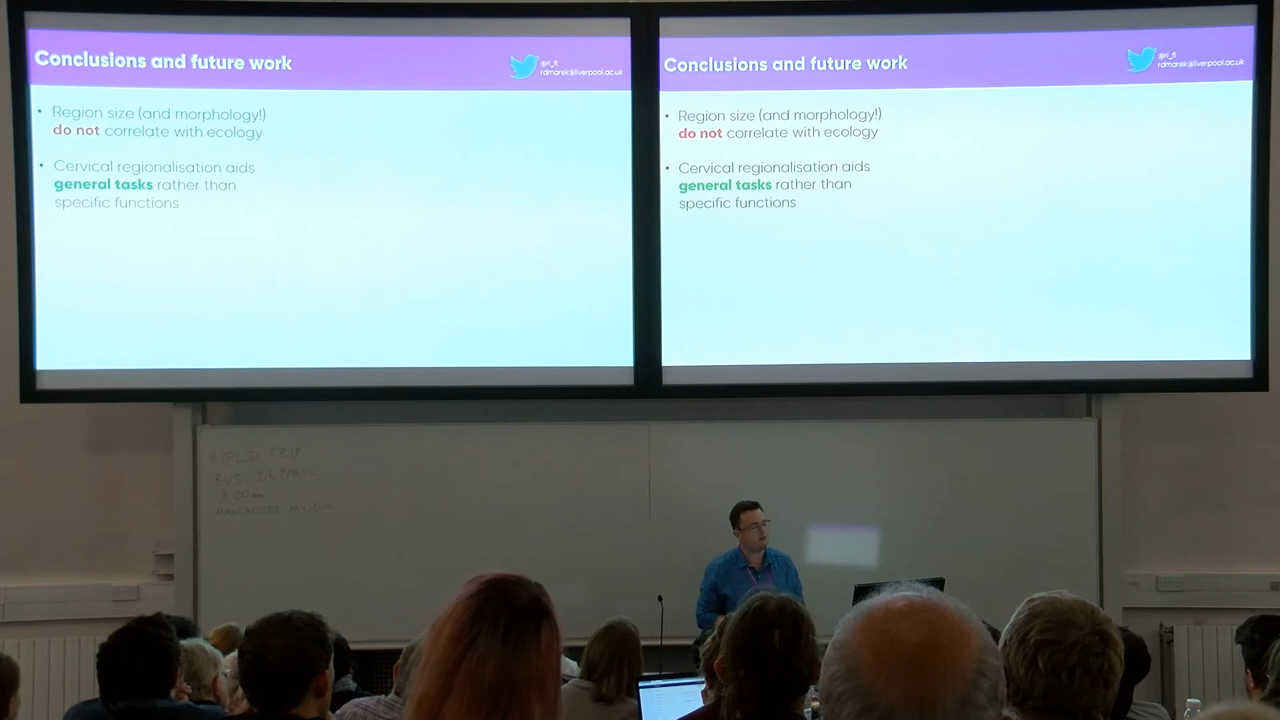 Conclusions and future work
@ri_fi
rdmarek@liverpool.ac.uk
• Region size (and morphology!)
do not correlate with ecology
• Cervical regionalisation aids
general tasks rather than
specific functions
Conclusions and future work
@ri_fi
rdmarek@liverpool.ac.uk
• Region size (and morphology!)
do not correlate with ecology
• Cervical regionalisation aids
general tasks rather than
specific functions
FIELD TRIP
BUS DEPARTS
MANCHESTER MUSEUM